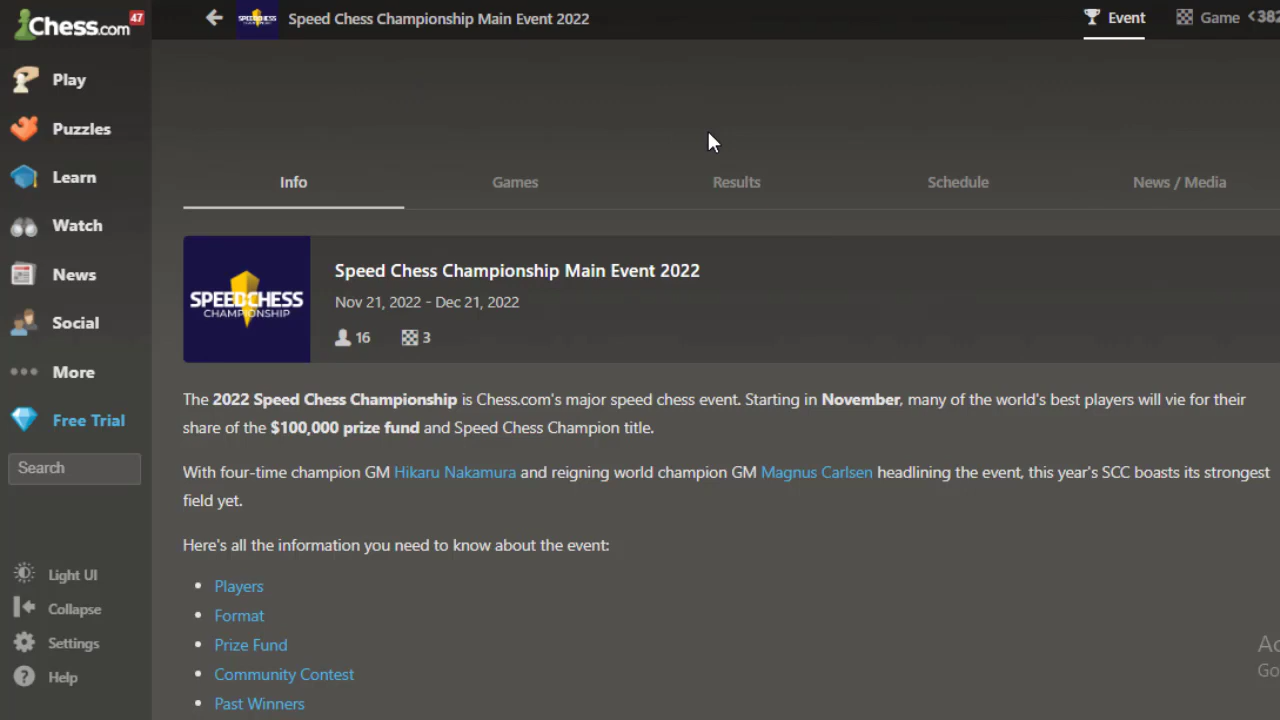 Chess.com 47
SPEEDCHESS
Speed Chess Championship Main Event 2022
Event
Game <382
Play
Puzzles
Learn
Watch
News
Social
More
Free Trial
Search
Light UI
Collapse
Settings
Help
Info
Games
Results
Schedule
News / Media
SPEEDCHESS
CHAMPIONSHIP
Speed Chess Championship Main Event 2022
Nov 21, 2022 - Dec 21, 2022
16 3
The 2022 Speed Chess Championship is Chess.com's major speed chess event. Starting in November, many of the world's best players will vie for their
share of the $100,000 prize fund and Speed Chess Champion title.
With four-time champion GM Hikaru Nakamura and reigning world champion GM Magnus Carlsen headlining the event, this year's SCC boasts its strongest
field yet.
Here's all the information you need to know about the event:
Players
Format
Prize Fund
Community Contest
Past Winners
Ac
Go